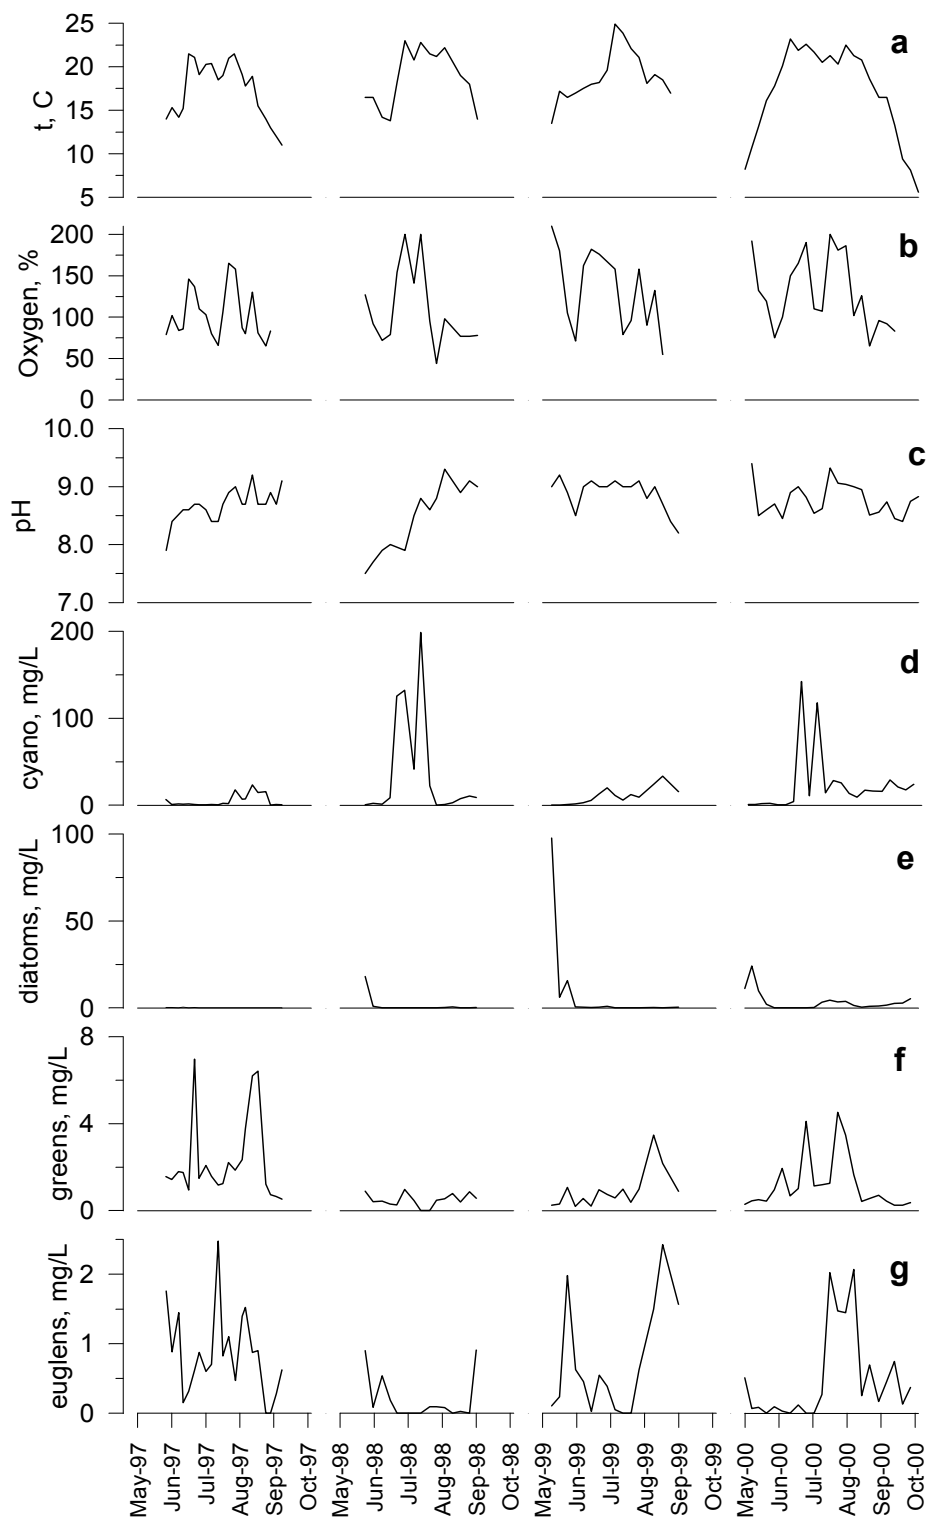 a
t, C
25
20
15
10
5
b
Oxygen, %
200
150
100
50
0
c
pH
10.0
9.0
8.0
7.0
d
cyano, mg/L
200
100
0
e
diatoms, mg/L
100
50
0
f
greens, mg/L
8
4
0
g
euglens, mg/L
2
1
0
May-97
Jun-97
Jul-97
Aug-97
Sep-97
Oct-97
May-98
Jun-98
Jul-98
Aug-98
Sep-98
Oct-98
May-99
Jun-99
Jul-99
Aug-99
Sep-99
Oct-99
May-00
Jun-00
Jul-00
Aug-00
Sep-00
Oct-00